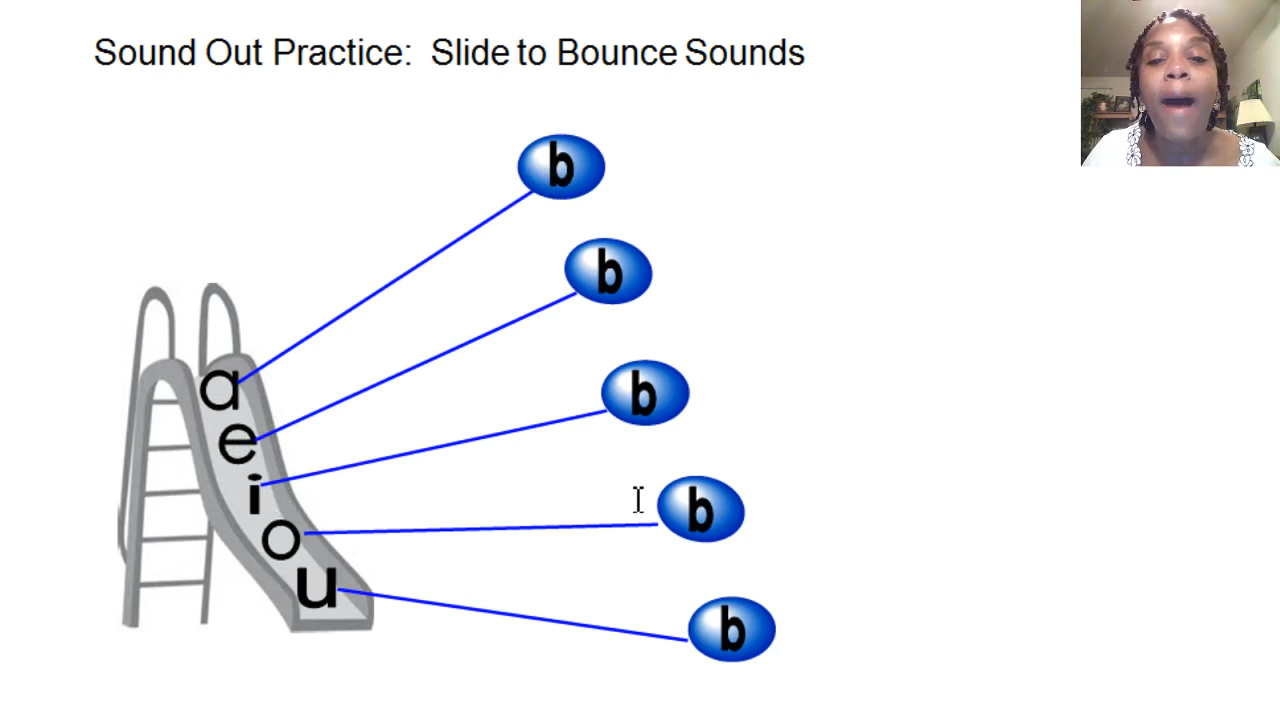 Sound Out Practice: Slide to Bounce Sounds
a b
e b
i b
o b
u b